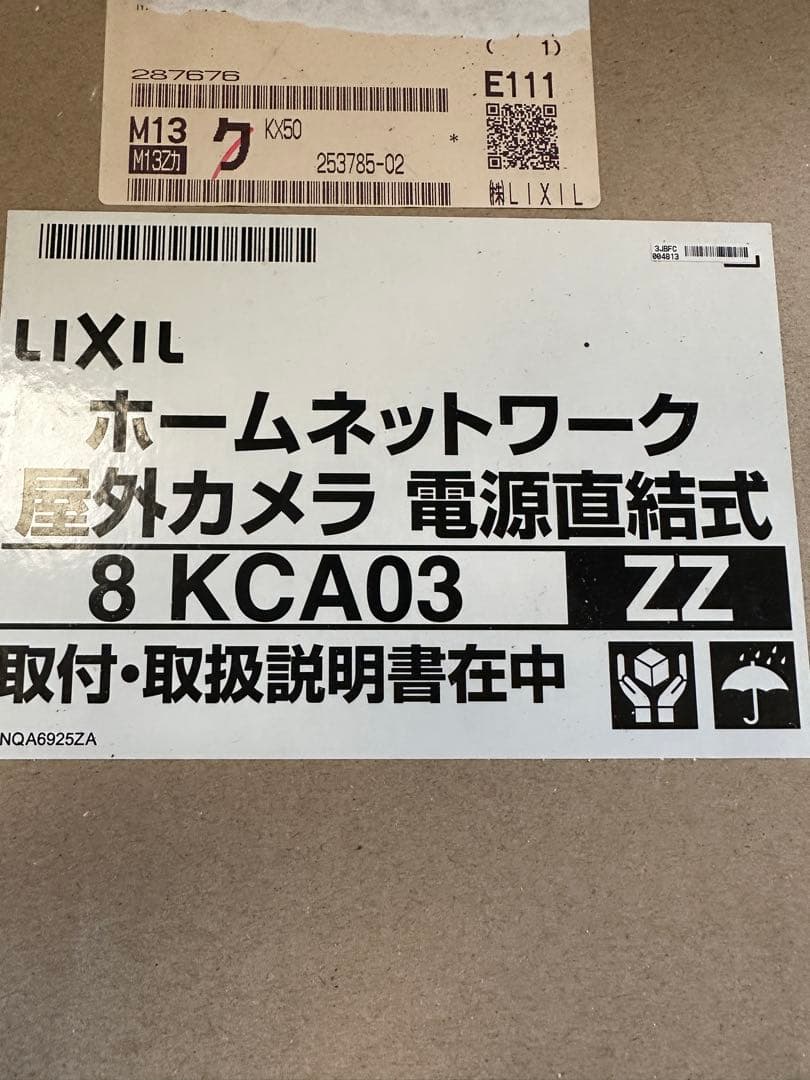 ( 1)
287676
E111
M13 ク KX50
M13Zカ
253785-02
*
㈱LIXIL
3JBFC
004813
LIXIL
ホームネットワーク
屋外カメラ 電源直結式
8 KCA03 ZZ
取付・取扱説明書在中
NQA6925ZA